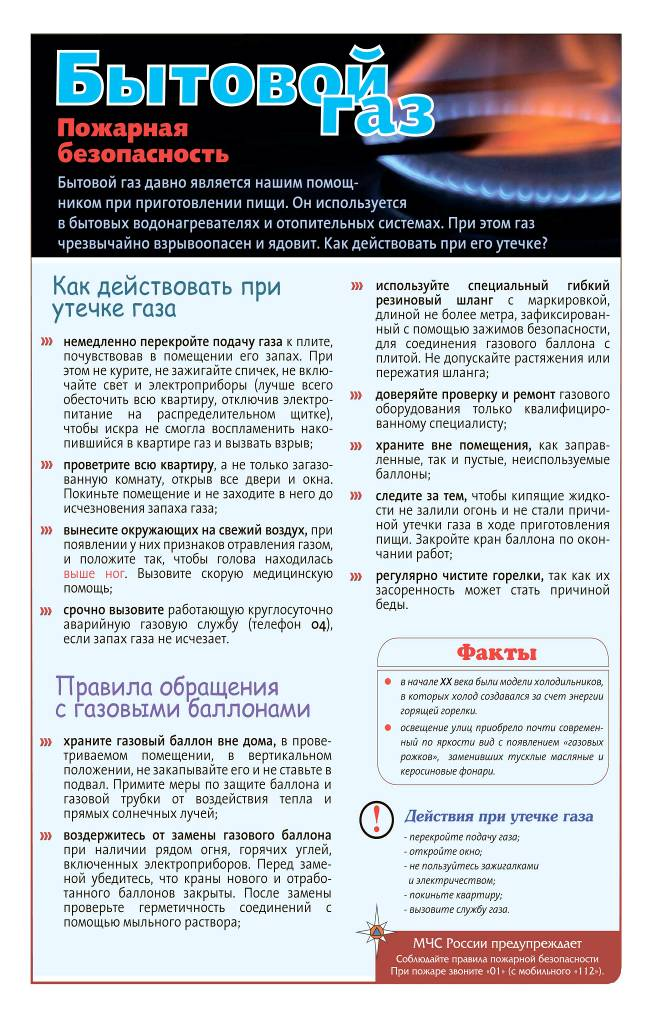 Бытовой
газ
Пожарная
безопасность
Бытовой газ давно является нашим помощ-
ником при приготовлении пищи. Он используется
в бытовых водонагревателях и отопительных системах. При этом газ
чрезвычайно взрывоопасен и ядовит. Как действовать при его утечке?
Как действовать при
утечке газа
немедленно перекройте подачу газа к плите,
почувствовав в помещении его запах. При
этом не курите, не зажигайте спичек, не вклю-
чайте свет и электроприборы (лучше всего
обесточить всю квартиру, отключив электро-
питание на распределительном щитке),
чтобы искра не смогла воспламенить нако-
пившийся в квартире газ и вызвать взрыв;
проветрите всю квартиру, а не только загазо-
ванную комнату, открыв все двери и окна.
Покиньте помещение и не заходите в него до
исчезновения запаха газа;
вынесите окружающих на свежий воздух, при
появлении у них признаков отравления газом,
и положите так, чтобы голова находилась
выше ног. Вызовите скорую медицинскую
помощь;
срочно вызовите работающую круглосуточно
аварийную газовую службу (телефон 04),
если запах газа не исчезает.
Правила обращения
с газовыми баллонами
храните газовый баллон вне дома, в прове-
триваемом помещении, в вертикальном
положении, не закапывайте его и не ставьте в
подвал. Примите меры по защите баллона и
газовой трубки от воздействия тепла и
прямых солнечных лучей;
воздержитесь от замены газового баллона
при наличии рядом огня, горячих углей,
включенных электроприборов. Перед заме-
ной убедитесь, что краны нового и отрабо-
танного баллонов закрыты. После замены
проверьте герметичность соединений с
помощью мыльного раствора;
используйте специальный гибкий
резиновый шланг с маркировкой,
длиной не более метра, зафиксирован-
ный с помощью зажимов безопасности,
для соединения газового баллона с
плитой. Не допускайте растяжения или
пережатия шланга;
доверяйте проверку и ремонт газового
оборудования только квалифициро-
ванному специалисту;
храните вне помещения, как заправ-
ленные, так и пустые, неиспользуемые
баллоны;
следите за тем, чтобы кипящие жидко-
сти не залили огонь и не стали причи-
ной утечки газа в ходе приготовления
пищи. Закройте кран баллона по окон-
чании работ;
регулярно чистите горелки, так как их
засоренность может стать причиной
беды.
Факты
в начале XX века были модели холодильников,
в которых холод создавался за счет энергии
горящей горелки.
освещение улиц приобрело почти современ-
ный по яркости вид с появлением «газовых
рожков», заменивших тусклые масляные и
керосиновые фонари.
!
Действия при утечке газа
- перекройте подачу газа;
- откройте окно;
- не пользуйтесь зажигалками
и электричеством;
- покиньте квартиру;
- вызовите службу газа.
МЧС России предупреждает
Соблюдайте правила пожарной безопасности
При пожаре звоните «01» (с мобильного «112»).